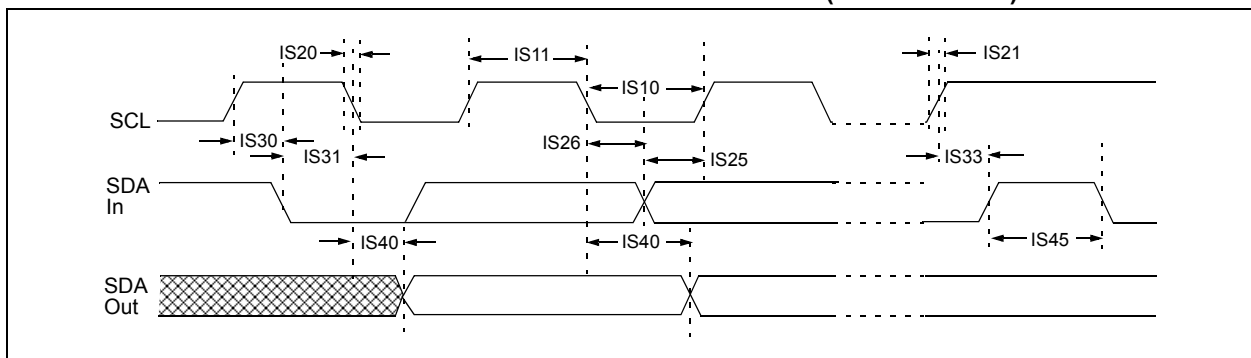 IS20
IS11
IS21
IS10
SCL
IS30
IS26
IS31
IS25
IS33
SDA
In
IS40
IS40
IS45
SDA
Out